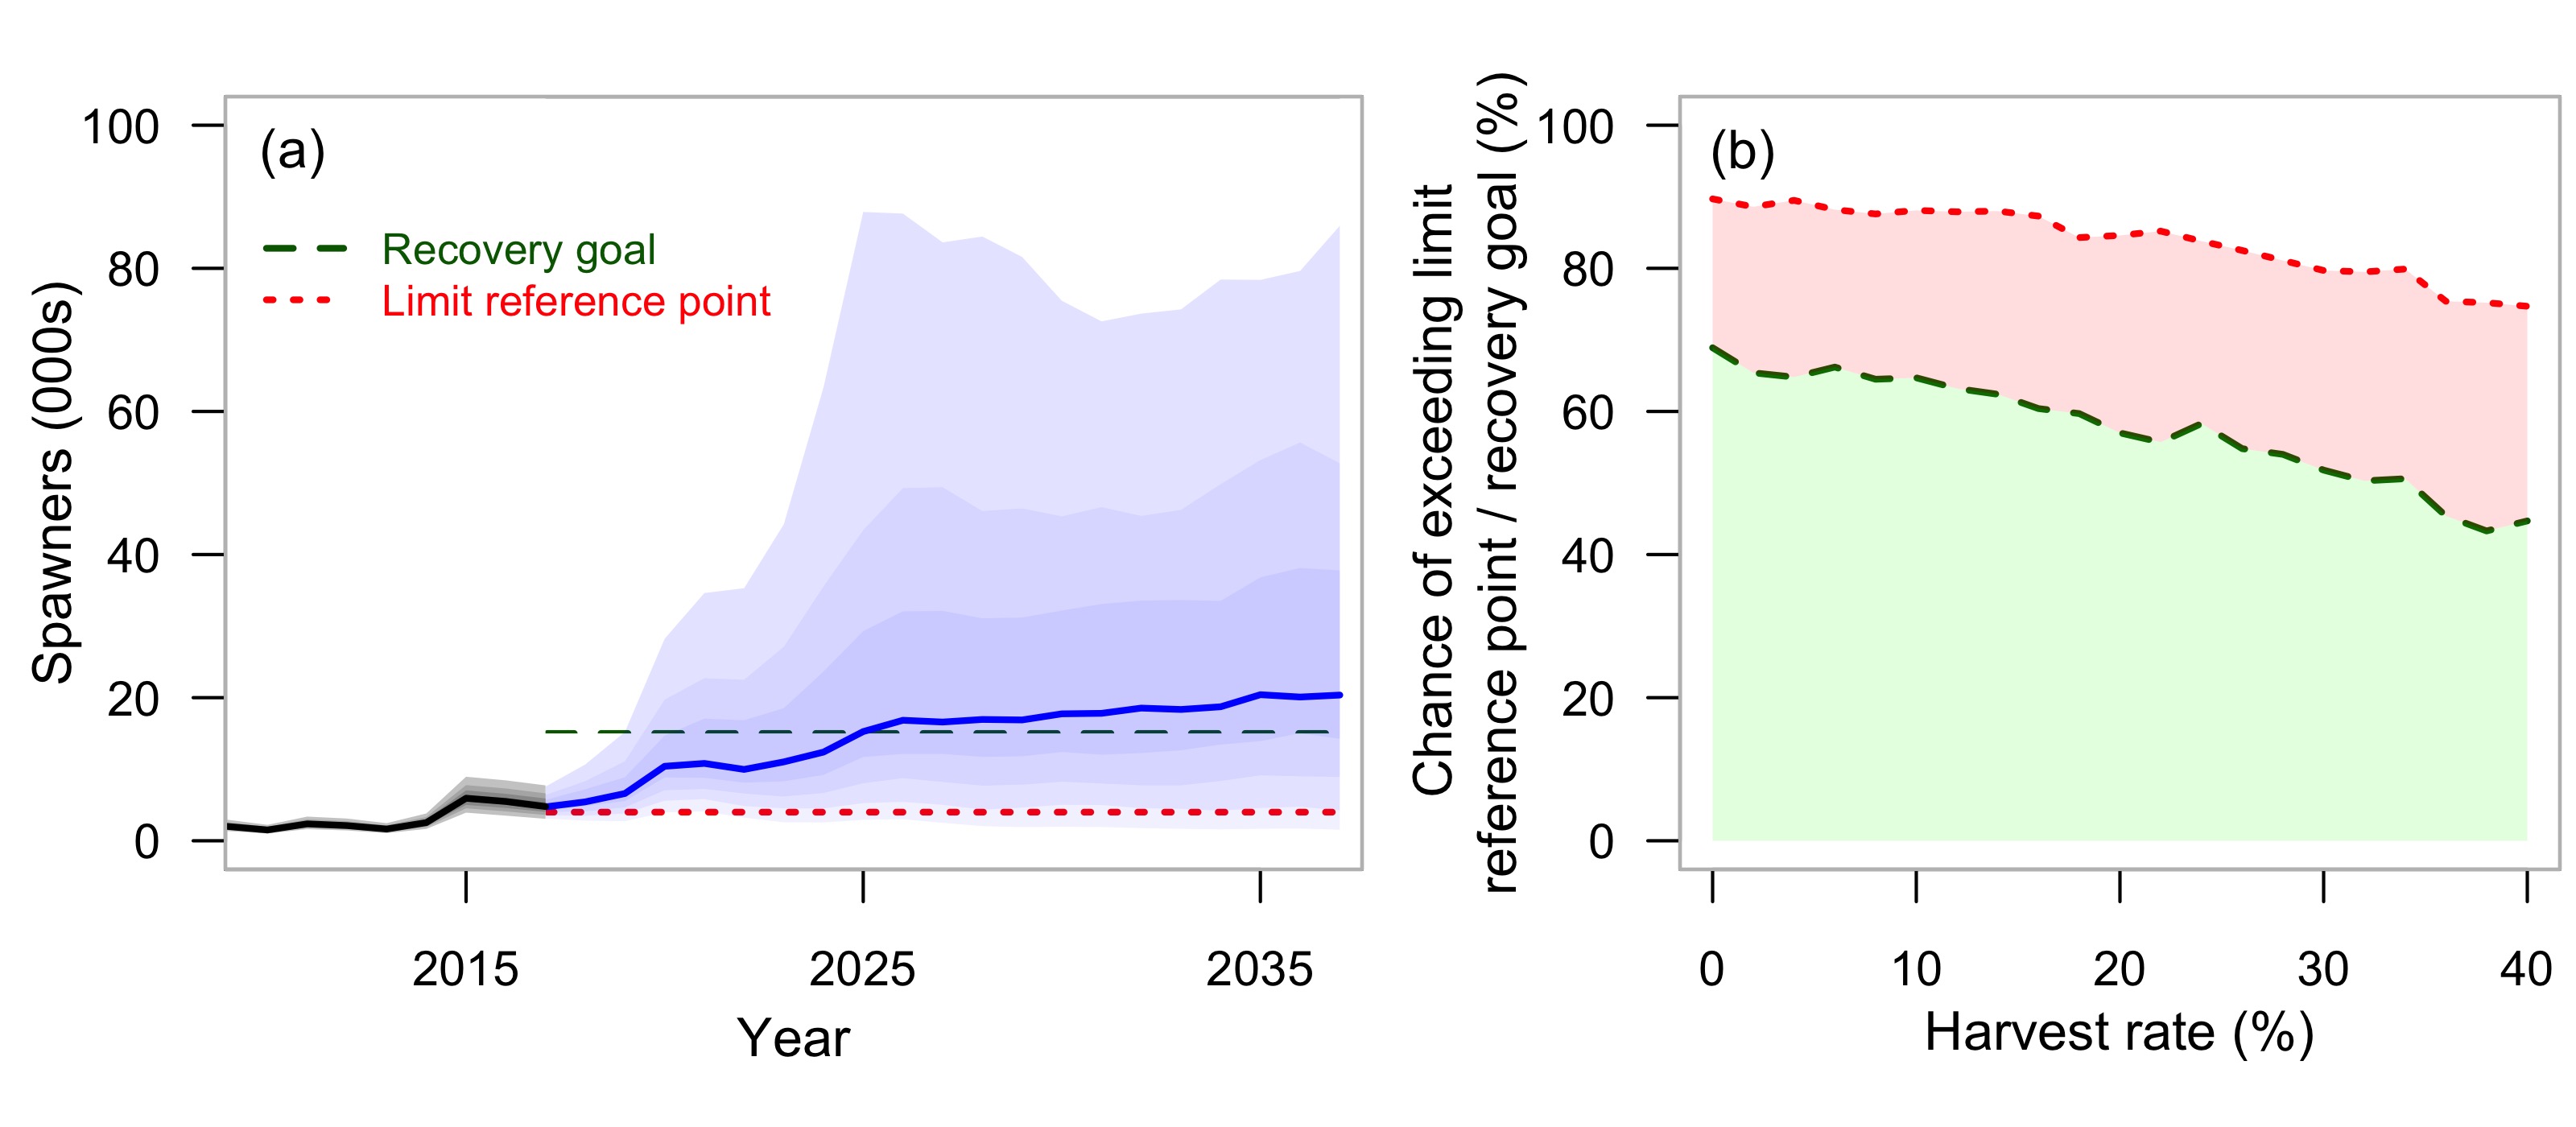 (a)
Recovery goal
Limit reference point
Spawners (000s)
100
80
60
40
20
0
2015
2025
2035
Year
(b)
Chance of exceeding limit
reference point / recovery goal (%)
100
80
60
40
20
0
0
10
20
30
40
Harvest rate (%)